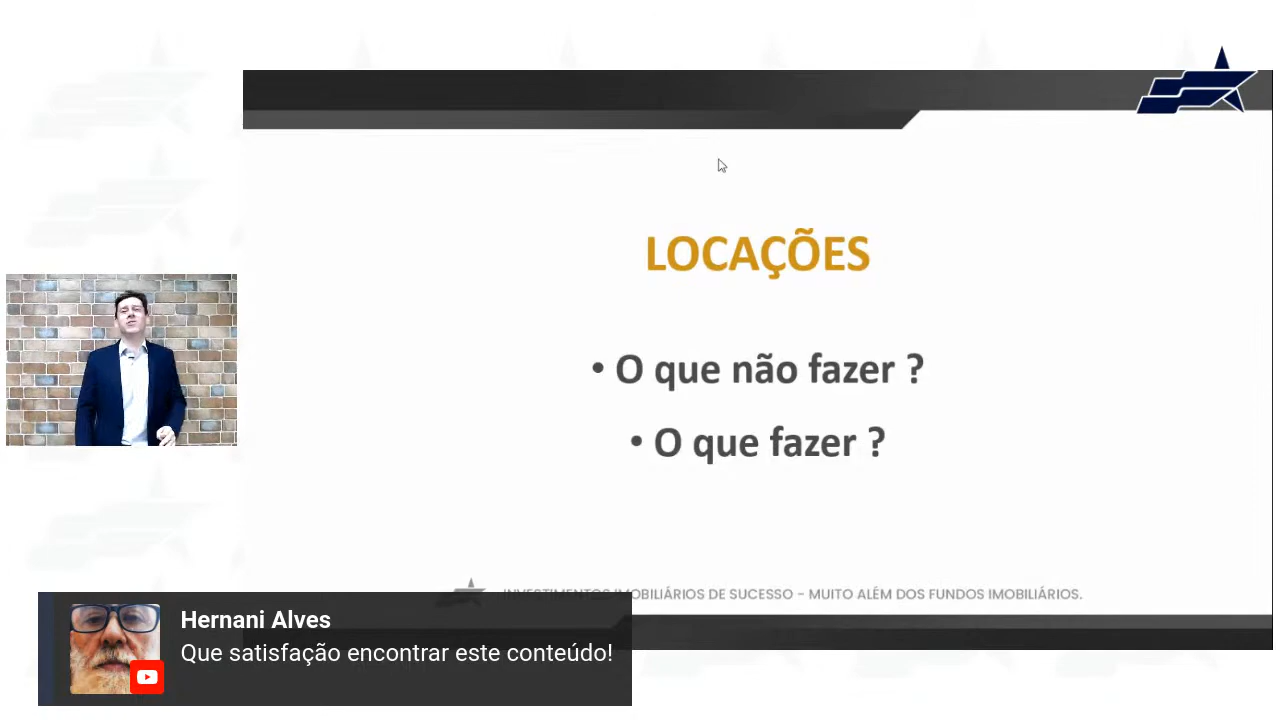 LOCAÇÕES
• O que não fazer ?
• O que fazer ?
INVESTIMENTOS IMOBILIÁRIOS DE SUCESSO - MUITO ALÉM DOS FUNDOS IMOBILIÁRIOS.
Hernani Alves
Que satisfação encontrar este conteúdo!